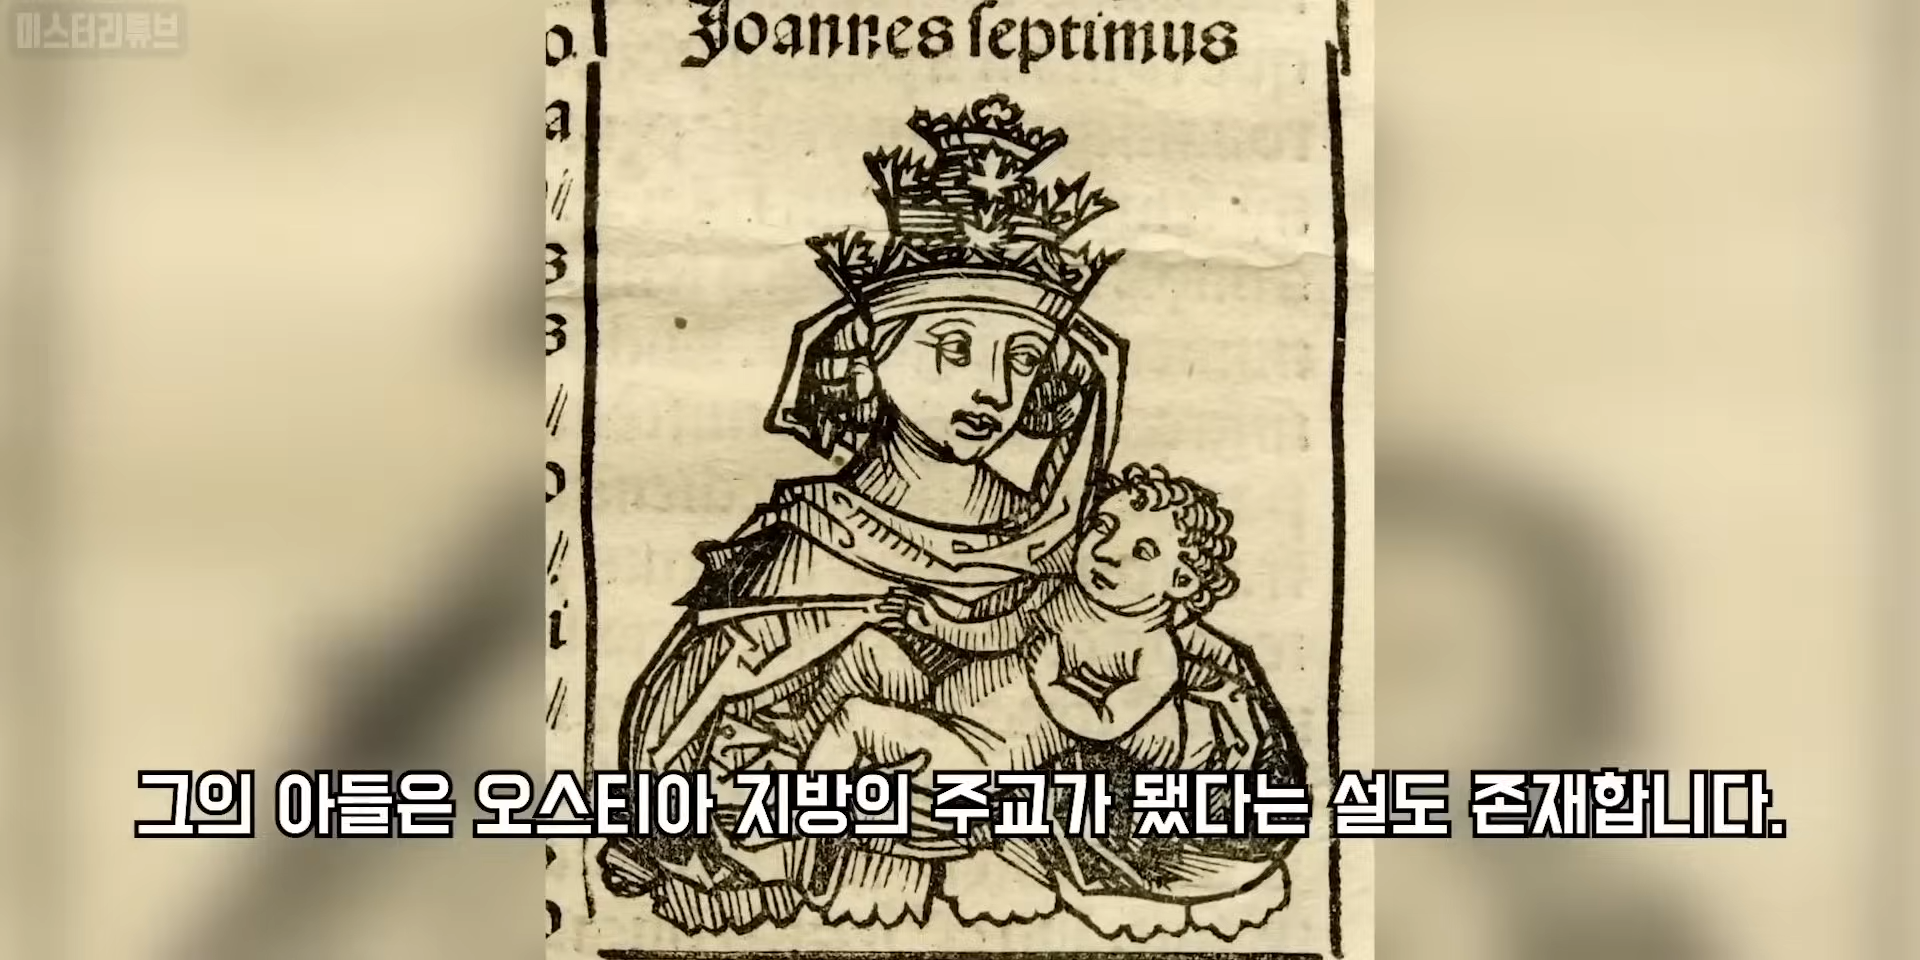 미스터리튜브
Joannes septimus
o
a
s
s
o
i
그의 아들은 오스티아 지방의 주교가 됐다는 설도 존재합니다.